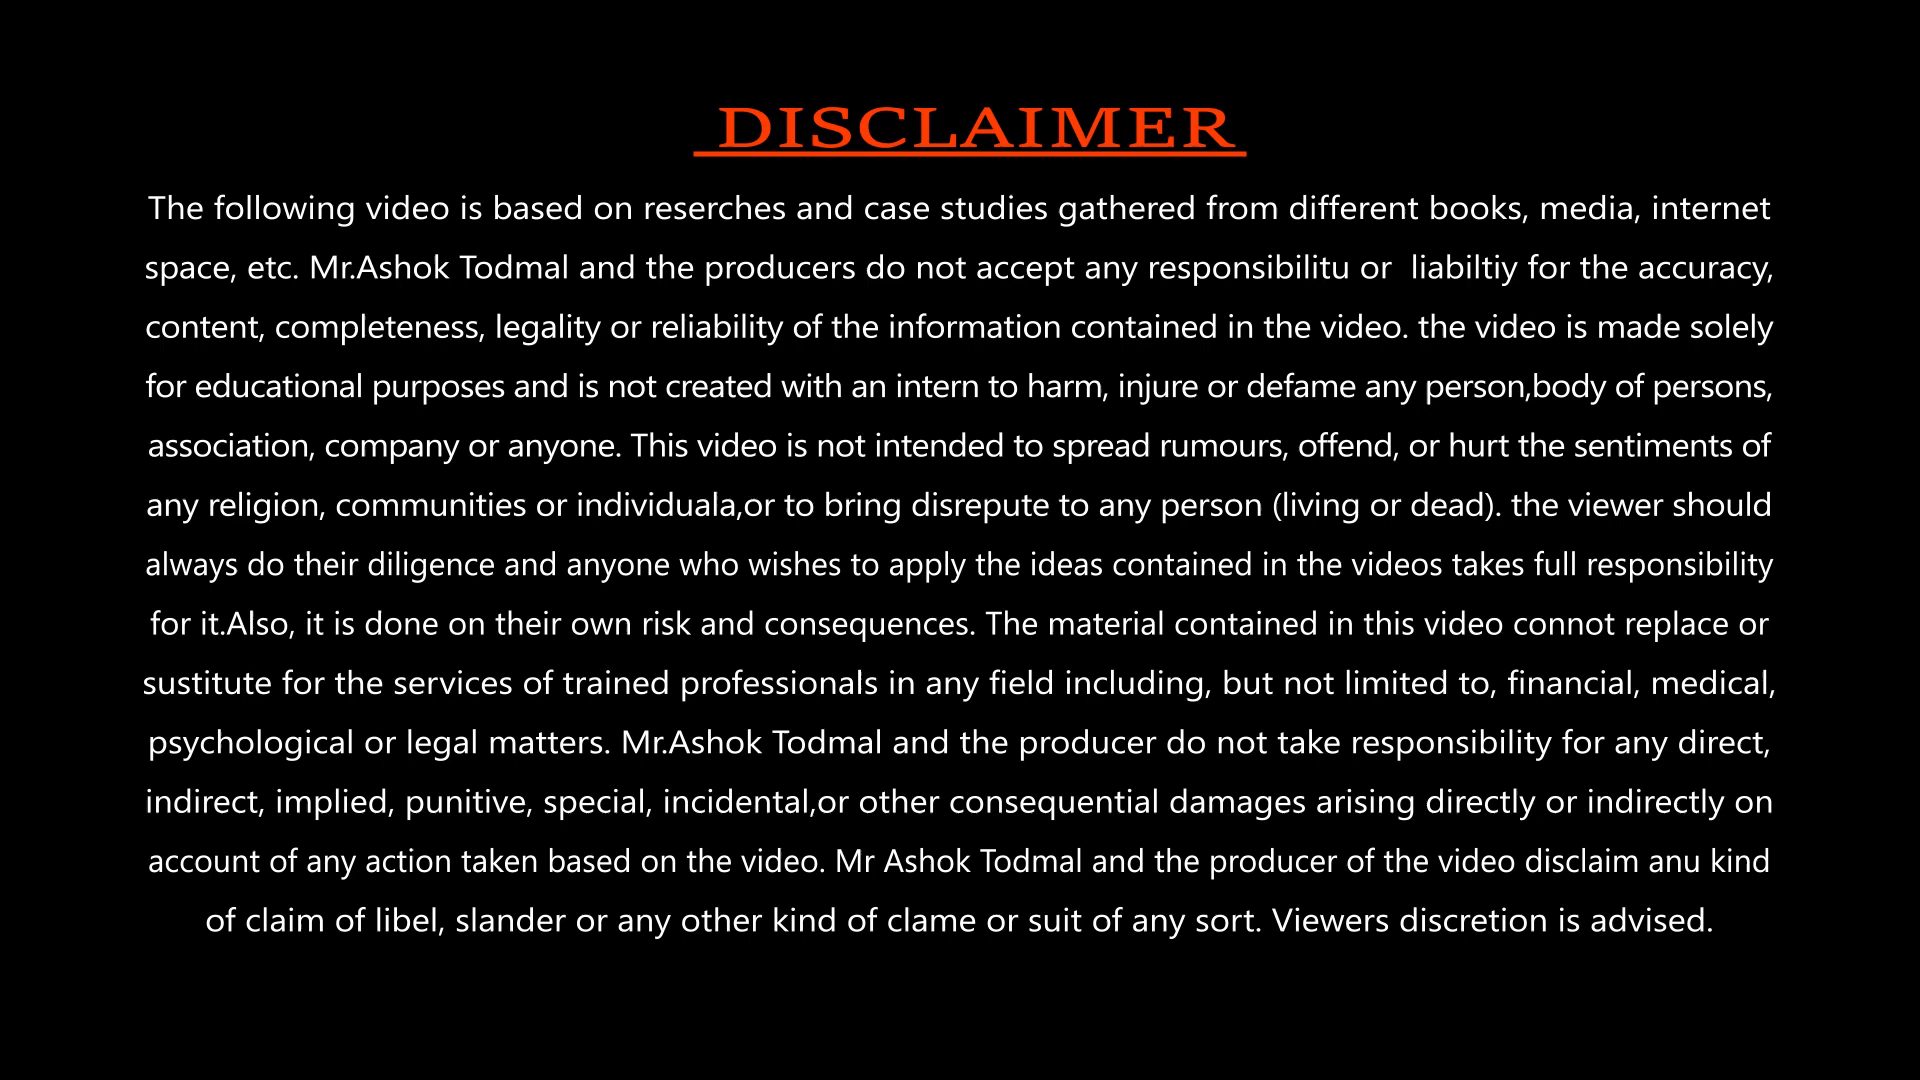 DISCLAIMER
The following video is based on reserches and case studies gathered from different books, media, internet
space, etc. Mr.Ashok Todmal and the producers do not accept any responsibilitu or  liabiltiy for the accuracy,
content, completeness, legality or reliability of the information contained in the video. the video is made solely
for educational purposes and is not created with an intern to harm, injure or defame any person,body of persons,
association, company or anyone. This video is not intended to spread rumours, offend, or hurt the sentiments of
any religion, communities or individuala,or to bring disrepute to any person (living or dead). the viewer should
always do their diligence and anyone who wishes to apply the ideas contained in the videos takes full responsibility
for it.Also, it is done on their own risk and consequences. The material contained in this video connot replace or
sustitute for the services of trained professionals in any field including, but not limited to, financial, medical,
psychological or legal matters. Mr.Ashok Todmal and the producer do not take responsibility for any direct,
indirect, implied, punitive, special, incidental,or other consequential damages arising directly or indirectly on
account of any action taken based on the video. Mr Ashok Todmal and the producer of the video disclaim anu kind
of claim of libel, slander or any other kind of clame or suit of any sort. Viewers discretion is advised.